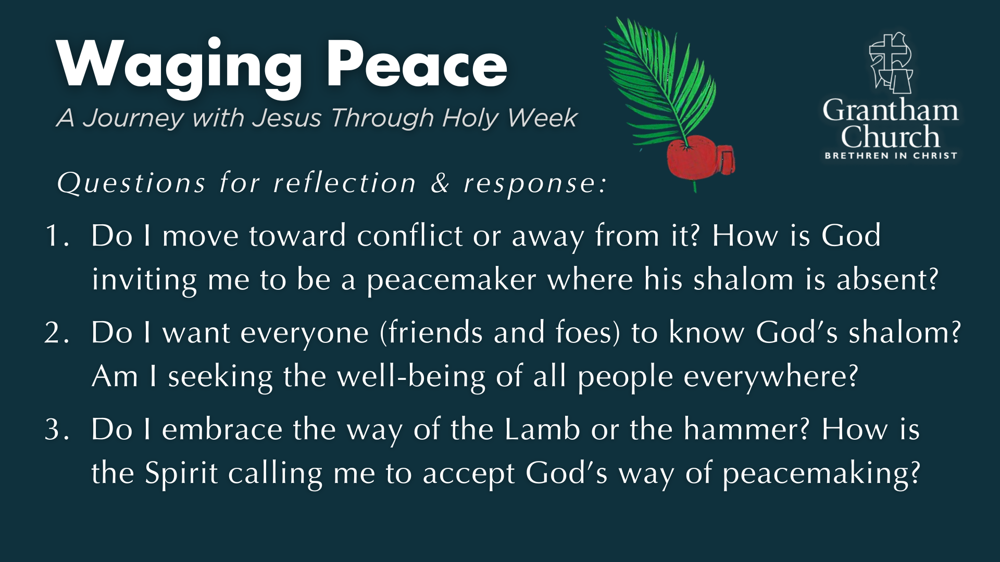 Waging Peace
A Journey with Jesus Through Holy Week
Grantham
Church
BRETHREN IN CHRIST
Questions for reflection & response:
1. Do I move toward conflict or away from it? How is God
inviting me to be a peacemaker where his shalom is absent?
2. Do I want everyone (friends and foes) to know God’s shalom?
Am I seeking the well-being of all people everywhere?
3. Do I embrace the way of the Lamb or the hammer? How is
the Spirit calling me to accept God’s way of peacemaking?